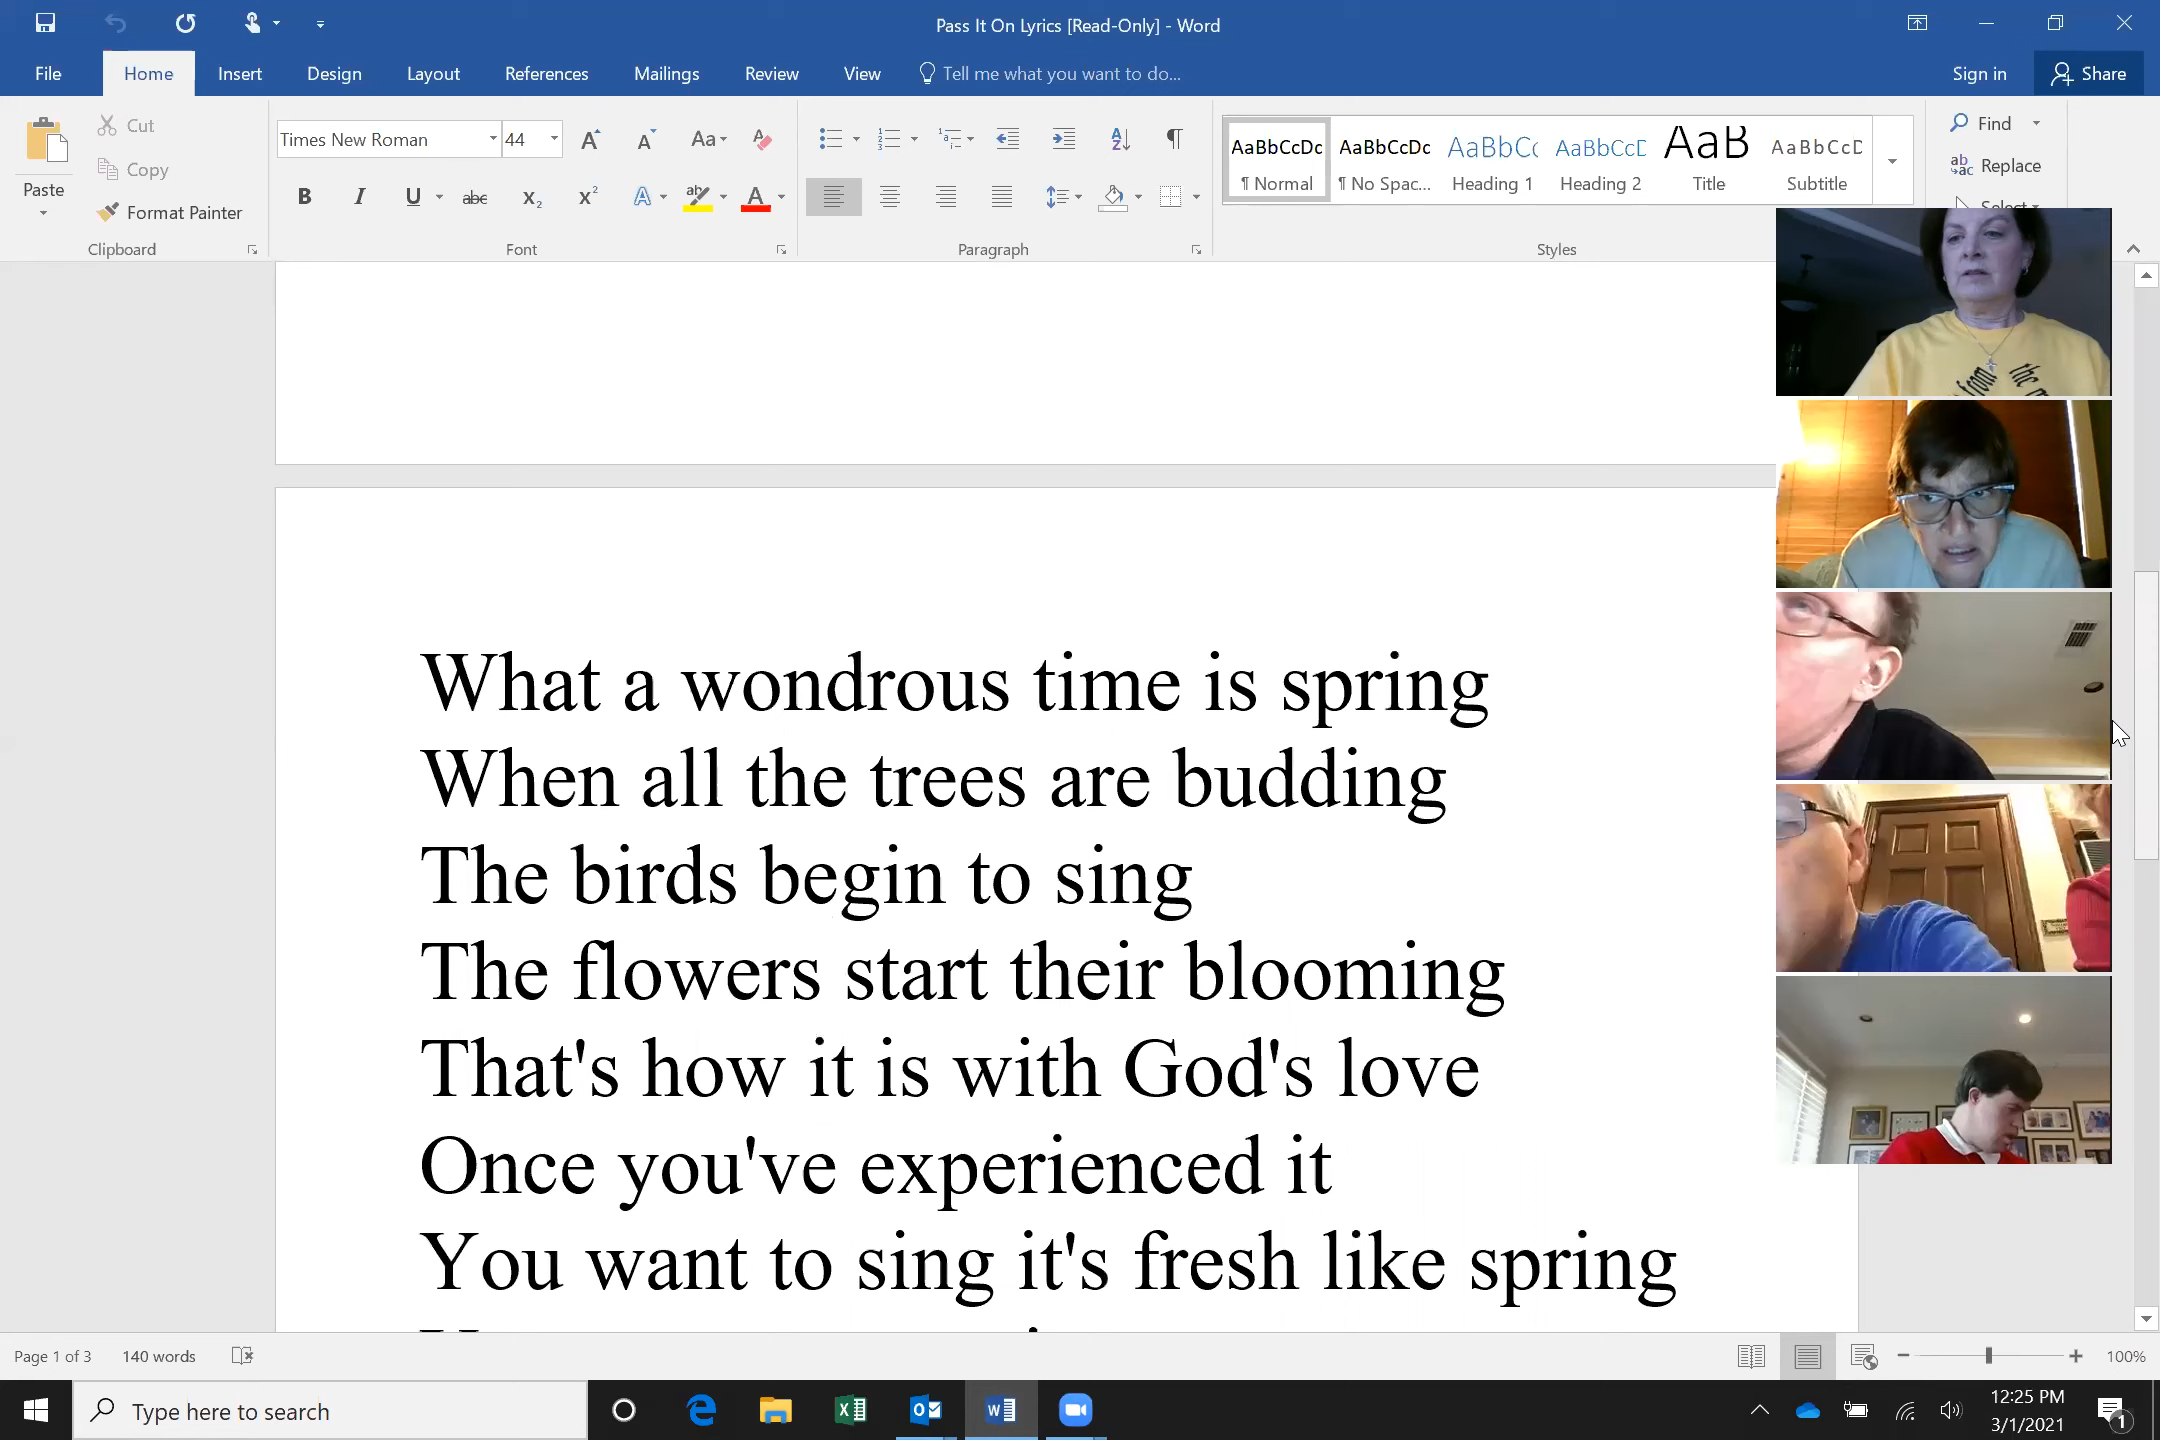 Pass It On Lyrics [Read-Only] - Word
File Home Insert Design Layout References Mailings Review View Tell me what you want to do... Sign in Share
Paste
Cut
Copy
Format Painter
Clipboard
Times New Roman 44
Font
Paragraph
AaBbCcDc AaBbCcDc AaBbCc AaBbCcD AaB AaBbCcD
¶ Normal ¶ No Spac... Heading 1 Heading 2 Title Subtitle
Styles
Find
Replace
Select
from the
What a wondrous time is spring
When all the trees are budding
The birds begin to sing
The flowers start their blooming
That's how it is with God's love
Once you've experienced it
You want to sing it's fresh like spring
Page 1 of 3 140 words 100%
Type here to search
12:25 PM
3/1/2021
1